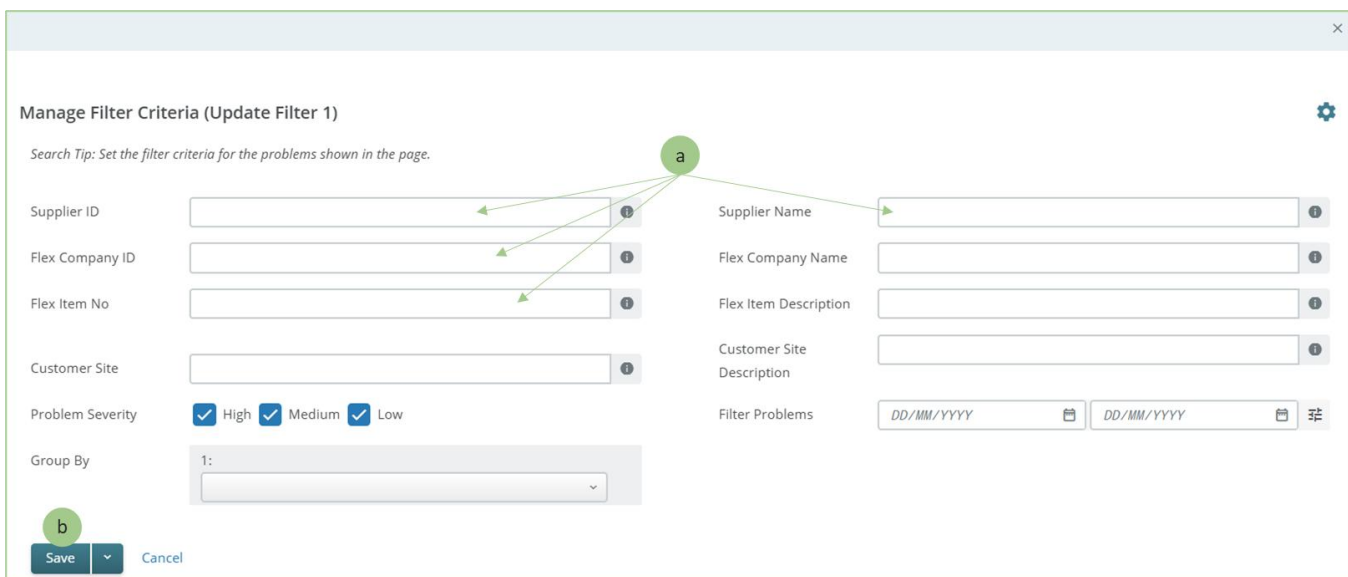 ×
Manage Filter Criteria (Update Filter 1)
Search Tip: Set the filter criteria for the problems shown in the page.
a
Supplier ID
Supplier Name
Flex Company ID
Flex Company Name
Flex Item No
Flex Item Description
Customer Site
Customer Site
Description
Problem Severity
High Medium Low
Filter Problems
DD/MM/YYYY DD/MM/YYYY
Group By
1:
b
Save
Cancel